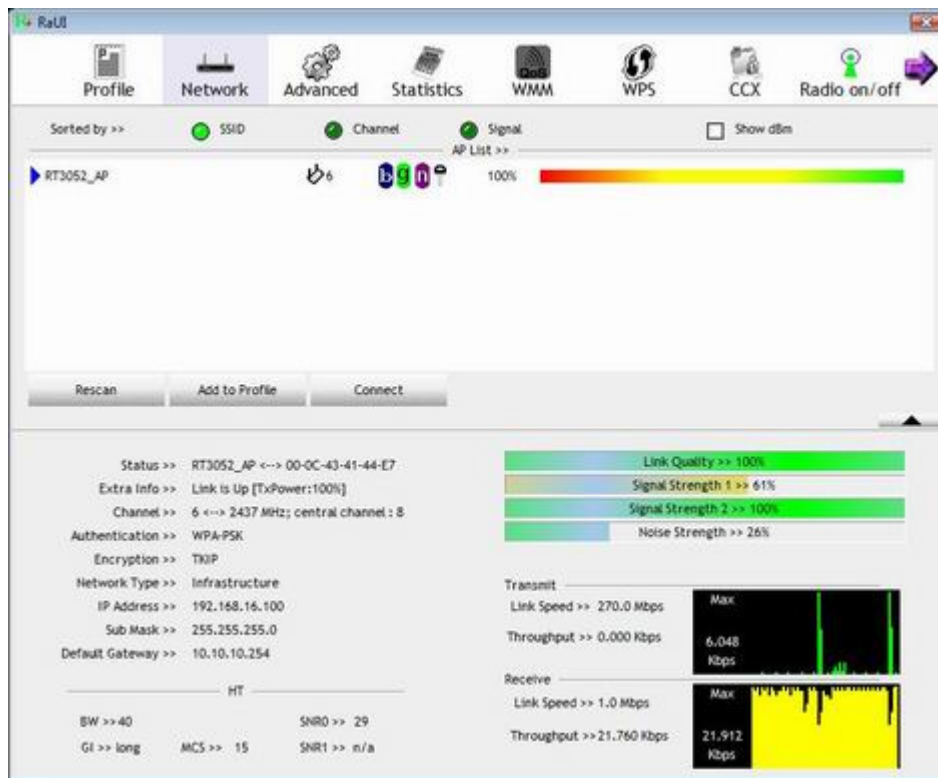 RaUI
Profile Network Advanced Statistics WMM WPS CCX Radio on/off
QoS
Sorted by >> SSID Channel Signal Show dBm
AP List >>
RT3052_AP 6 b g n 100%
Rescan Add to Profile Connect
Status >> RT3052_AP <--> 00-0C-43-41-44-E7
Extra Info >> Link is Up [TxPower:100%]
Channel >> 6 <--> 2437 MHz; central channel : 8
Authentication >> WPA-PSK
Encryption >> TKIP
Network Type >> Infrastructure
IP Address >> 192.168.16.100
Sub Mask >> 255.255.255.0
Default Gateway >> 10.10.10.254
HT
BW >> 40 SNR0 >> 29
GI >> long MCS >> 15 SNR1 >> n/a
Link Quality >> 100%
Signal Strength 1 >> 61%
Signal Strength 2 >> 100%
Noise Strength >> 26%
Transmit
Link Speed >> 270.0 Mbps
Throughput >> 0.000 Kbps
Max
6.048
Kbps
Receive
Link Speed >> 1.0 Mbps
Throughput >> 21.760 Kbps
Max
21.912
Kbps